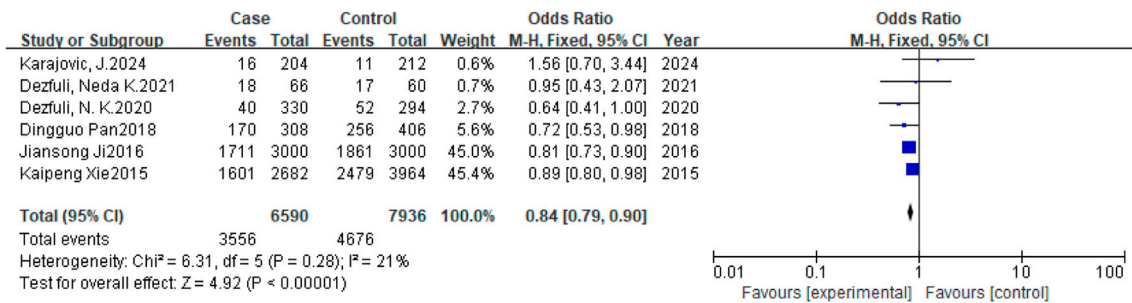 Case Control Odds Ratio Odds Ratio
Study or Subgroup Events Total Events Total Weight M-H, Fixed, 95% CI Year M-H, Fixed, 95% CI
Karajovic, J.2024 16 204 11 212 0.6% 1.56 [0.70, 3.44] 2024
Dezfuli, Neda K.2021 18 66 17 60 0.7% 0.95 [0.43, 2.07] 2021
Dezfuli, N. K.2020 40 330 52 294 2.7% 0.64 [0.41, 1.00] 2020
Dingguo Pan2018 170 308 256 406 5.6% 0.72 [0.53, 0.98] 2018
Jiansong Ji2016 1711 3000 1861 3000 45.0% 0.81 [0.73, 0.90] 2016
Kaipeng Xie2015 1601 2682 2479 3964 45.4% 0.89 [0.80, 0.98] 2015
Total (95% CI) 6590 7936 100.0% 0.84 [0.79, 0.90]
Total events 3556 4676
Heterogeneity: Chi² = 6.31, df = 5 (P = 0.28); I² = 21%
Test for overall effect: Z = 4.92 (P < 0.00001)
0.01 0.1 1 10 100
Favours [experimental] Favours [control]